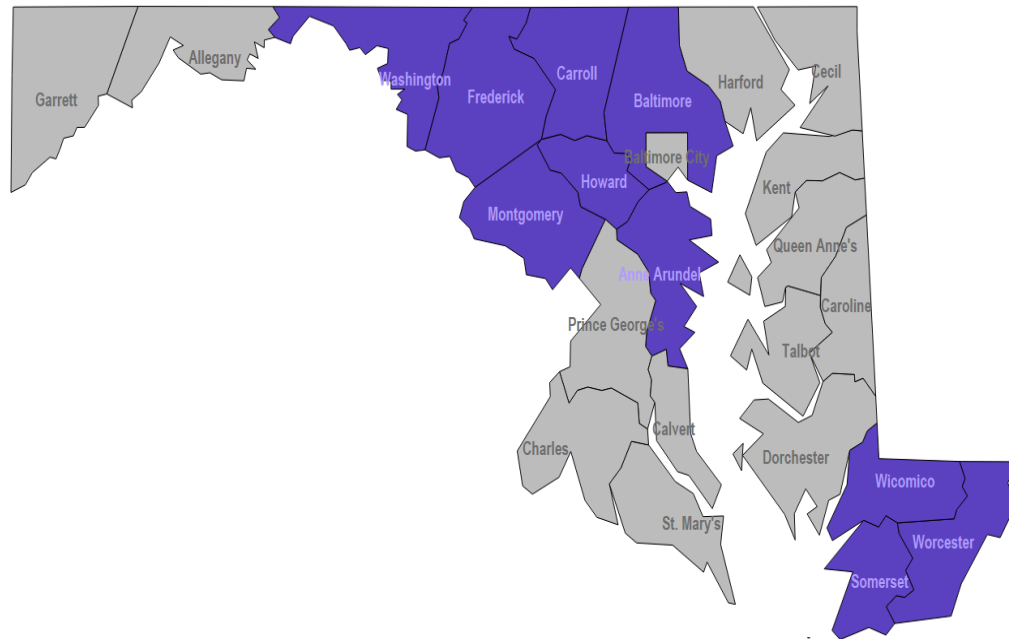 Allegany
Garrett
Washington
Frederick
Carroll
Baltimore
Harford
Cecil
Baltimore City
Howard
Kent
Montgomery
Queen Anne's
Anne Arundel
Caroline
Prince George's
Talbot
Calvert
Charles
Dorchester
Wicomico
St. Mary's
Worcester
Somerset